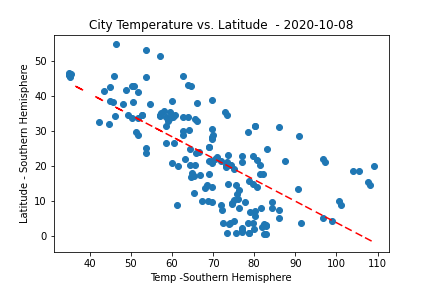 City Temperature vs. Latitude - 2020-10-08
Latitude - Southern Hemisphere
50
40
30
20
10
0
40 50 60 70 80 90 100 110
Temp -Southern Hemisphere